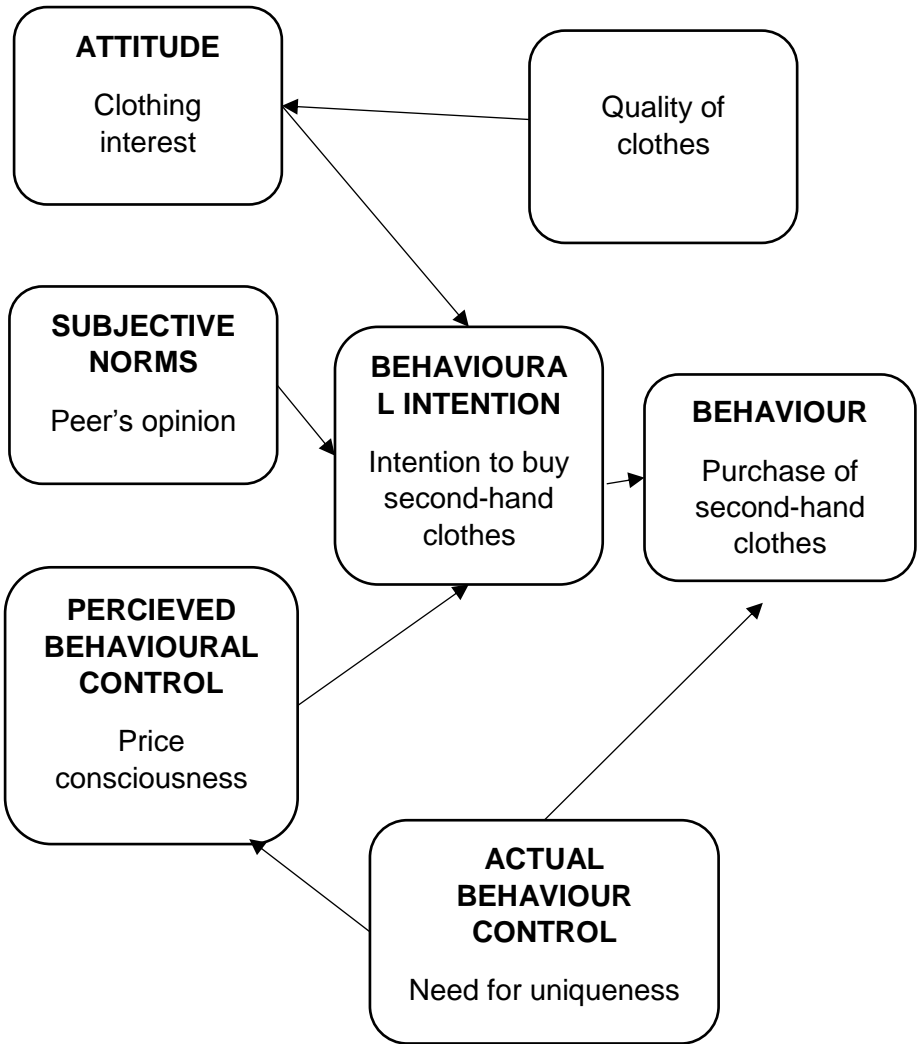 ATTITUDE
Clothing
interest
Quality of
clothes
SUBJECTIVE
NORMS
Peer’s opinion
BEHAVIOURA
L INTENTION
Intention to buy
second-hand
clothes
BEHAVIOUR
Purchase of
second-hand
clothes
PERCIEVED
BEHAVIOURAL
CONTROL
Price
consciousness
ACTUAL
BEHAVIOUR
CONTROL
Need for uniqueness